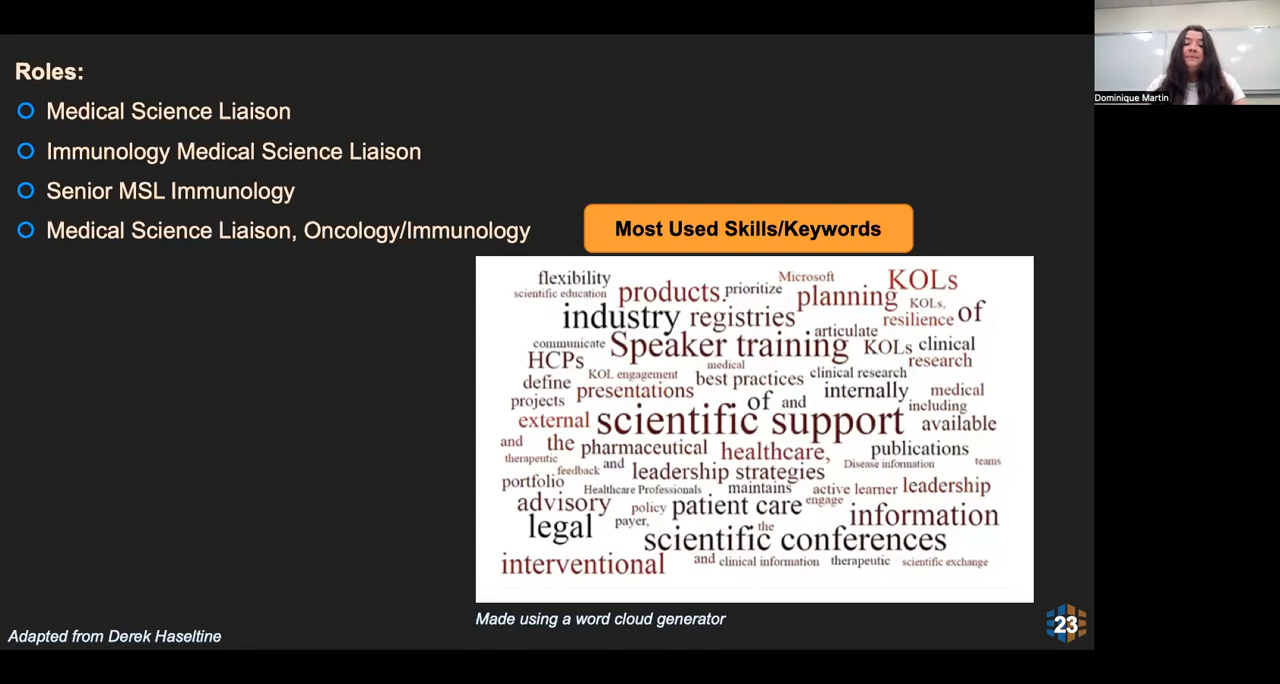 Roles:
Medical Science Liaison
Immunology Medical Science Liaison
Senior MSL Immunology
Medical Science Liaison, Oncology/Immunology
Most Used Skills/Keywords
flexibility Microsoft KOLs
scientific education products. prioritize planning KOLs,
industry registries articulate resilience of
communicate Speaker training KOLs clinical
HCPs medical research
define KOL engagement best practices clinical research
projects presentations of and internally medical
external scientific support including available
and the pharmaceutical healthcare, publications
therapeutic feedback and leadership strategies Disease information teams
portfolio Healthcare Professionals maintains active learner leadership
advisory policy patient care engage information
legal payer, the scientific conferences
interventional and clinical information therapeutic scientific exchange
Made using a word cloud generator
Adapted from Derek Haseltine
23
Dominique Martin